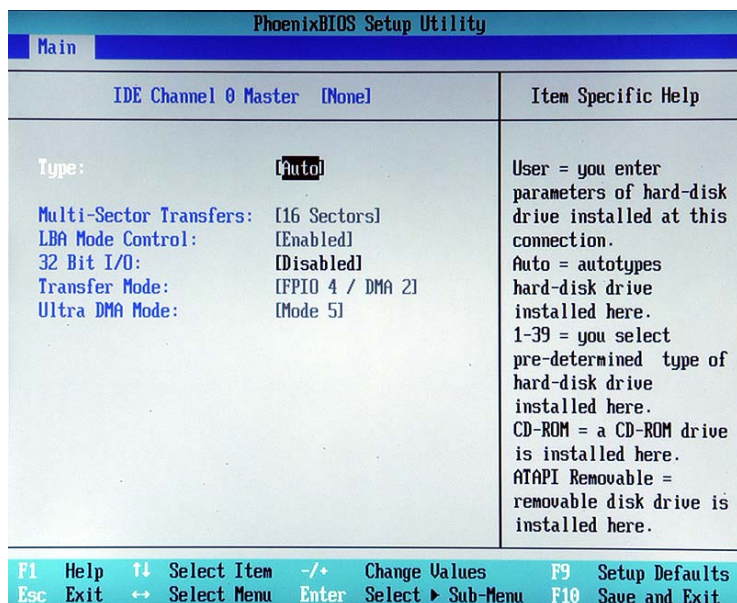 PhoenixBIOS Setup Utility
Main
IDE Channel 0 Master [None]
Item Specific Help
Type: [Auto]
Multi-Sector Transfers: [16 Sectors]
LBA Mode Control: [Enabled]
32 Bit I/O: [Disabled]
Transfer Mode: [FPIO 4 / DMA 2]
Ultra DMA Mode: [Mode 5]
User = you enter
parameters of hard-disk
drive installed at this
connection.
Auto = autotypes
hard-disk drive
installed here.
1-39 = you select
pre-determined type of
hard-disk drive
installed here.
CD-ROM = a CD-ROM drive
is installed here.
ATAPI Removable =
removable disk drive is
installed here.
F1 Help ↑↓ Select Item -/+ Change Values F9 Setup Defaults
Esc Exit ↔ Select Menu Enter Select ▶ Sub-Menu F10 Save and Exit